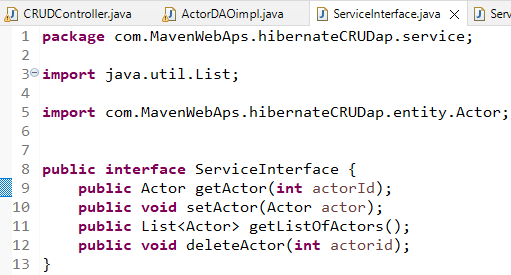 CRUDController.java ActorDAOimpl.java ServiceInterface.java Serv
1 package com.MavenWebAps.hibernateCRUDap.service;
2
3 import java.util.List;
4
5 import com.MavenWebAps.hibernateCRUDap.entity.Actor;
6
7
8 public interface ServiceInterface {
9 public Actor getActor(int actorId);
10 public void setActor(Actor actor);
11 public List<Actor> getListOfActors();
12 public void deleteActor(int actorid);
13 }